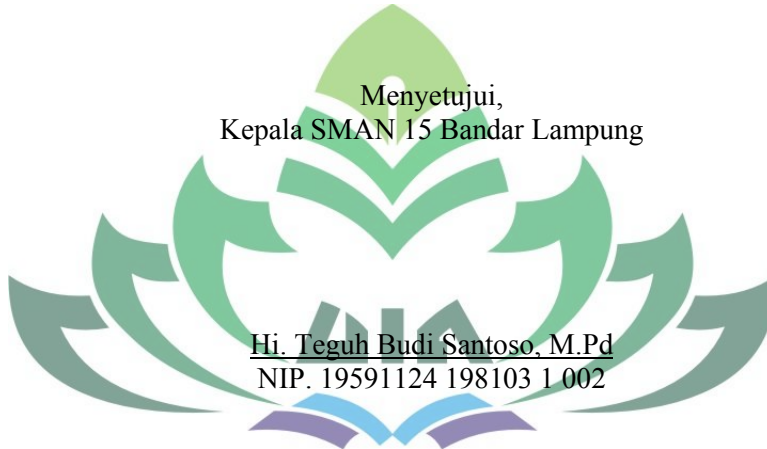 Menyetujui,
Kepala SMAN 15 Bandar Lampung
Hi. Teguh Budi Santoso, M.Pd
NIP. 19591124 198103 1 002